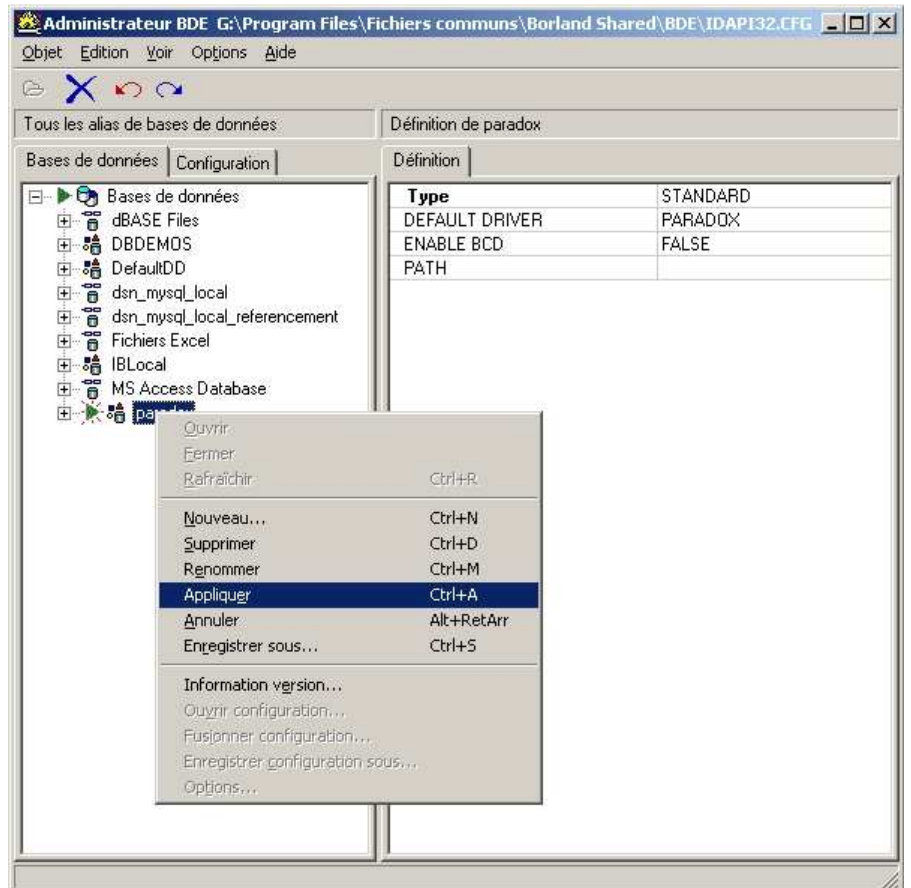 Administrateur BDE G:\Program Files\Fichiers communs\Borland Shared\BDE\IDAPI32.CFG
Objet Edition Voir Options Aide
Tous les alias de bases de données Définition de paradox
Bases de données Configuration Définition
Bases de données
dBASE Files
DBDEMOS
DefaultDD
dsn_mysql_local
dsn_mysql_local_referencement
Fichiers Excel
IBLocal
MS Access Database
paradox
Type STANDARD
DEFAULT DRIVER PARADOX
ENABLE BCD FALSE
PATH
Ouvrir
Fermer
Rafraîchir Ctrl+R
Nouveau... Ctrl+N
Supprimer Ctrl+D
Renommer Ctrl+M
Appliquer Ctrl+A
Annuler Alt+RetArr
Enregistrer sous... Ctrl+S
Information version...
Ouvrir configuration...
Fusionner configuration...
Enregistrer configuration sous...
Options...